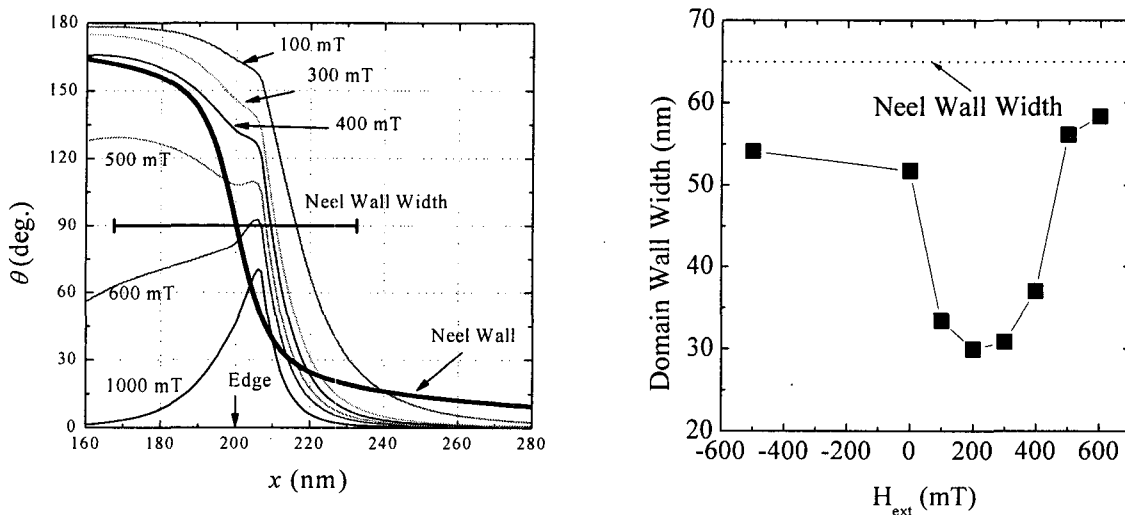 180
150
120
90
60
30
0
θ (deg.)
100 mT
300 mT
400 mT
500 mT
Neel Wall Width
600 mT
Neel Wall
1000 mT
Edge
160 200 220 240 260 280
x (nm)
70
60
50
40
30
20
Domain Wall Width (nm)
Neel Wall Width
-600 -400 -200 0 200 400 600
H_ext (mT)